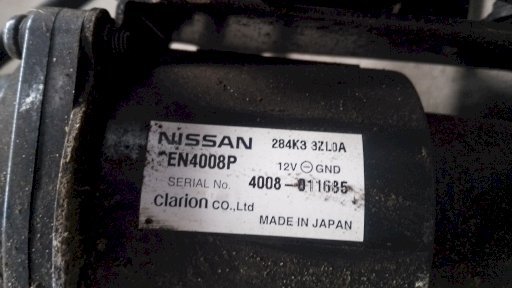 NISSAN 284K3 3ZL0A
EN4008P 12V ⊖ GND
SERIAL No. 4008-011685
Clarion CO.,Ltd
MADE IN JAPAN